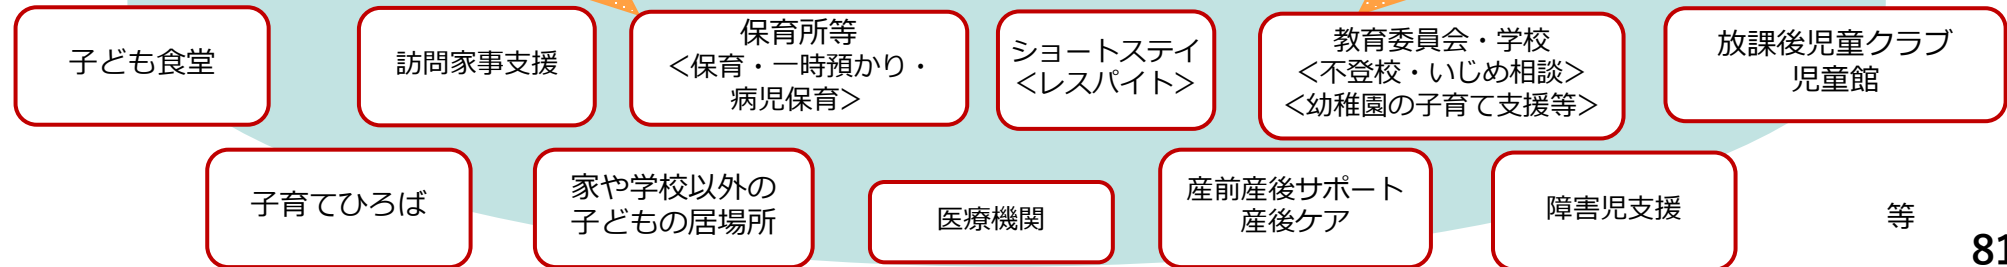 子ども食堂
訪問家事支援
保育所等
<保育・一時預かり・
病児保育>
ショートステイ
<レスパイト>
教育委員会・学校
<不登校・いじめ相談>
<幼稚園の子育て支援等>
放課後児童クラブ
児童館
子育てひろば
家や学校以外の
子どもの居場所
医療機関
産前産後サポート
産後ケア
障害児支援
等
81